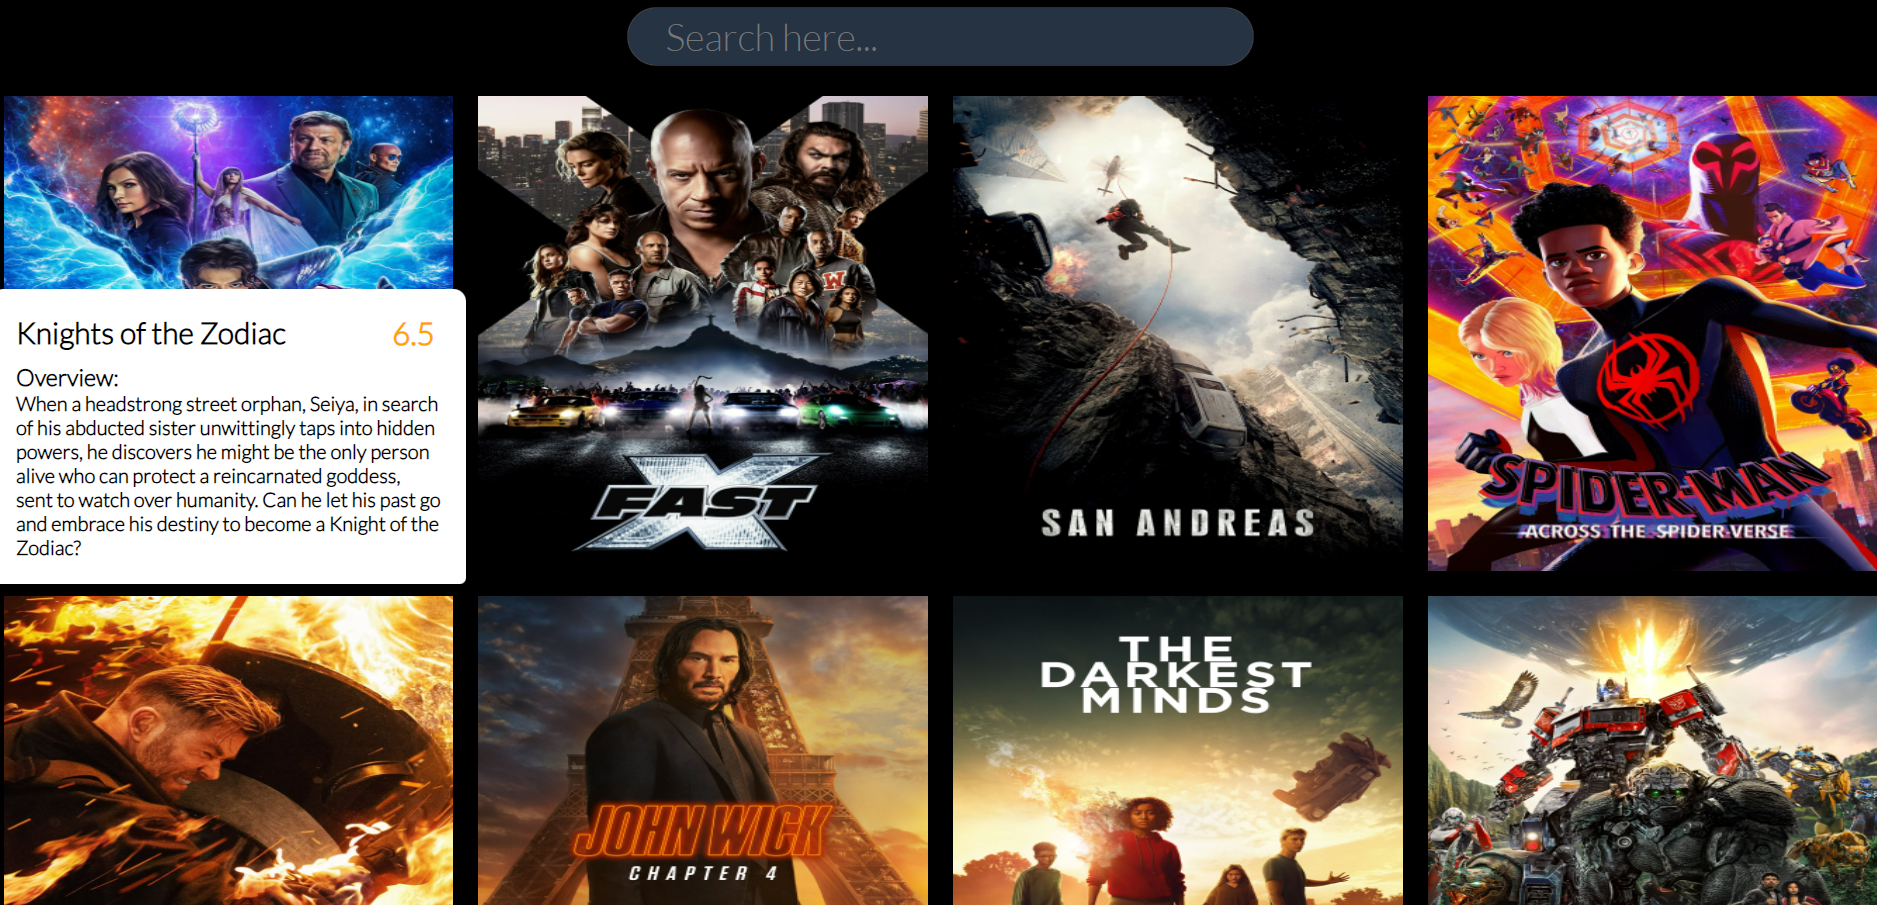 Search here...
Knights of the Zodiac 6.5
Overview:
When a headstrong street orphan, Seiya, in search
of his abducted sister unwittingly taps into hidden
powers, he discovers he might be the only person
alive who can protect a reincarnated goddess,
sent to watch over humanity. Can he let his past go
and embrace his destiny to become a Knight of the
Zodiac?
W
FAST
X
SAN ANDREAS
SPIDER-MAN
ACROSS THE SPIDER-VERSE
JOHN WICK
CHAPTER 4
THE
DARKEST
MINDS